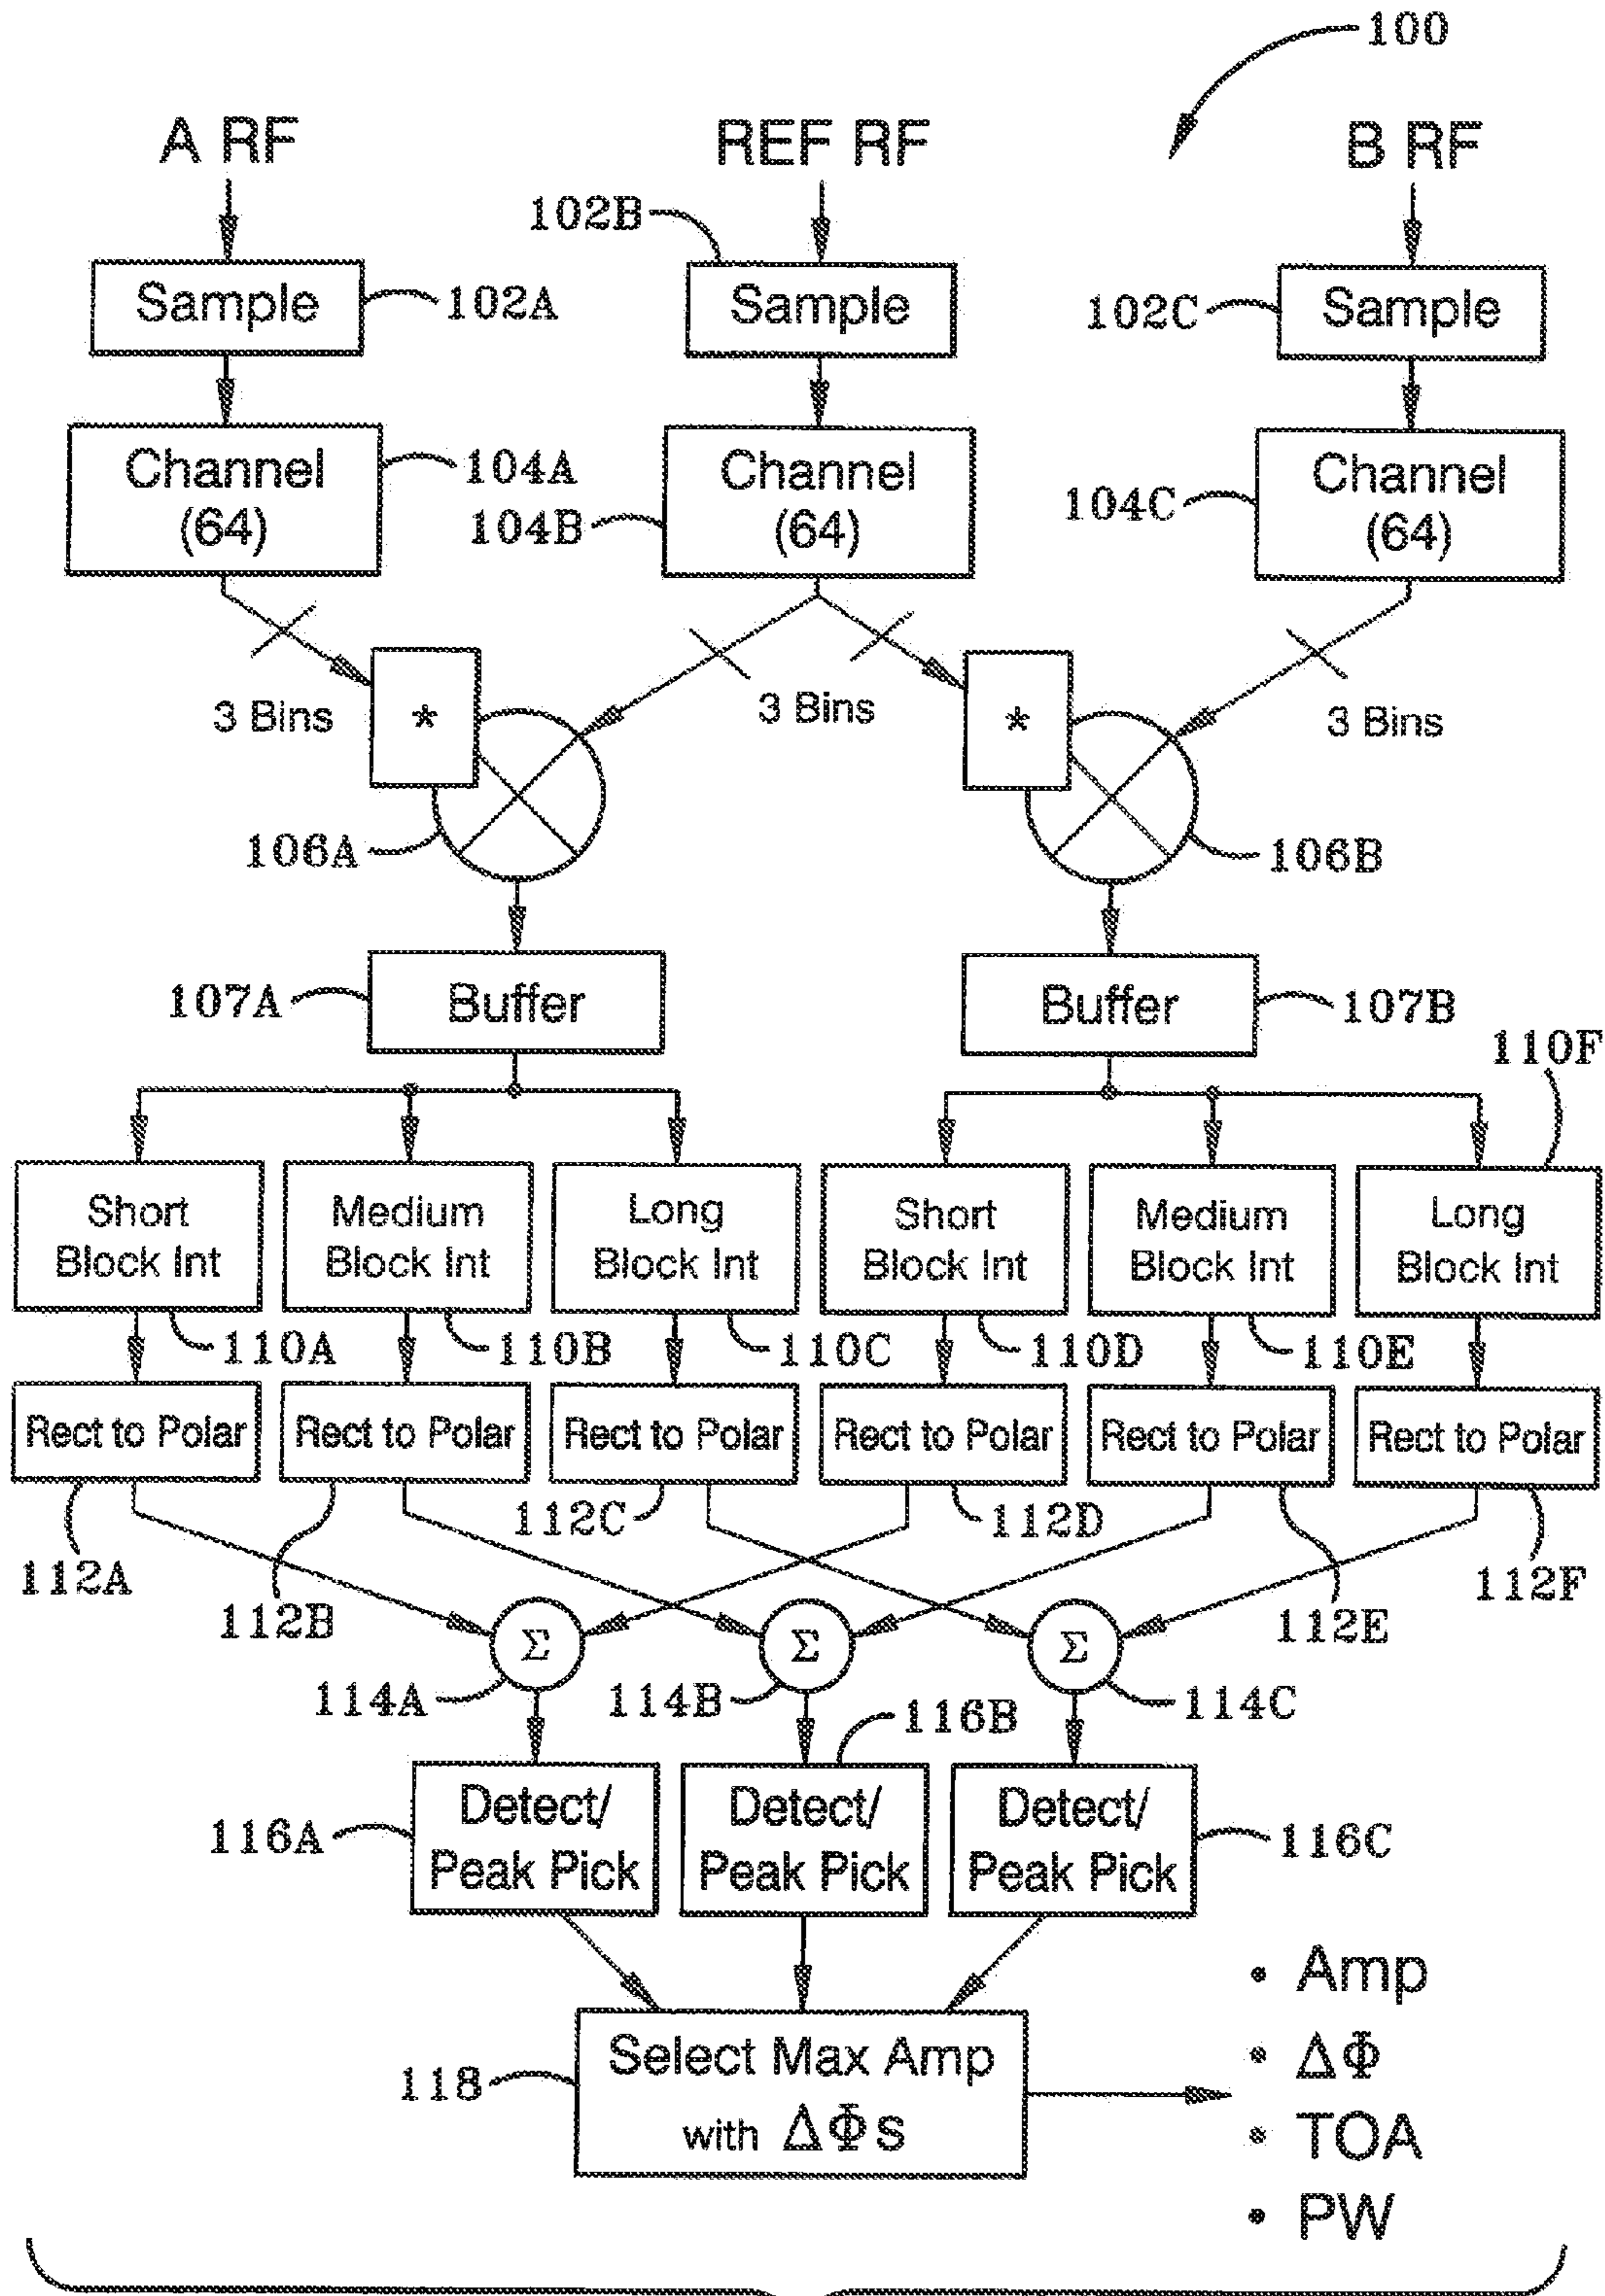 100
A RF
REF RF
B RF
102B
Sample
102A
Sample
102C
Sample
Channel
(64)
104A
104B
Channel
(64)
104C
Channel
(64)
3 Bins
*
3 Bins
*
3 Bins
106A
106B
107A
Buffer
Buffer
107B
110F
Short
Block Int
Medium
Block Int
Long
Block Int
Short
Block Int
Medium
Block Int
Long
Block Int
110A
110B
110C
110D
110E
Rect to Polar
Rect to Polar
Rect to Polar
Rect to Polar
Rect to Polar
Rect to Polar
112A
112B
112C
112D
112E
112F
Σ
Σ
Σ
114A
114B
114C
116B
116A
Detect/
Peak Pick
Detect/
Peak Pick
Detect/
Peak Pick
116C
118
Select Max Amp
with ΔΦs
• Amp
• ΔΦ
• TOA
• PW